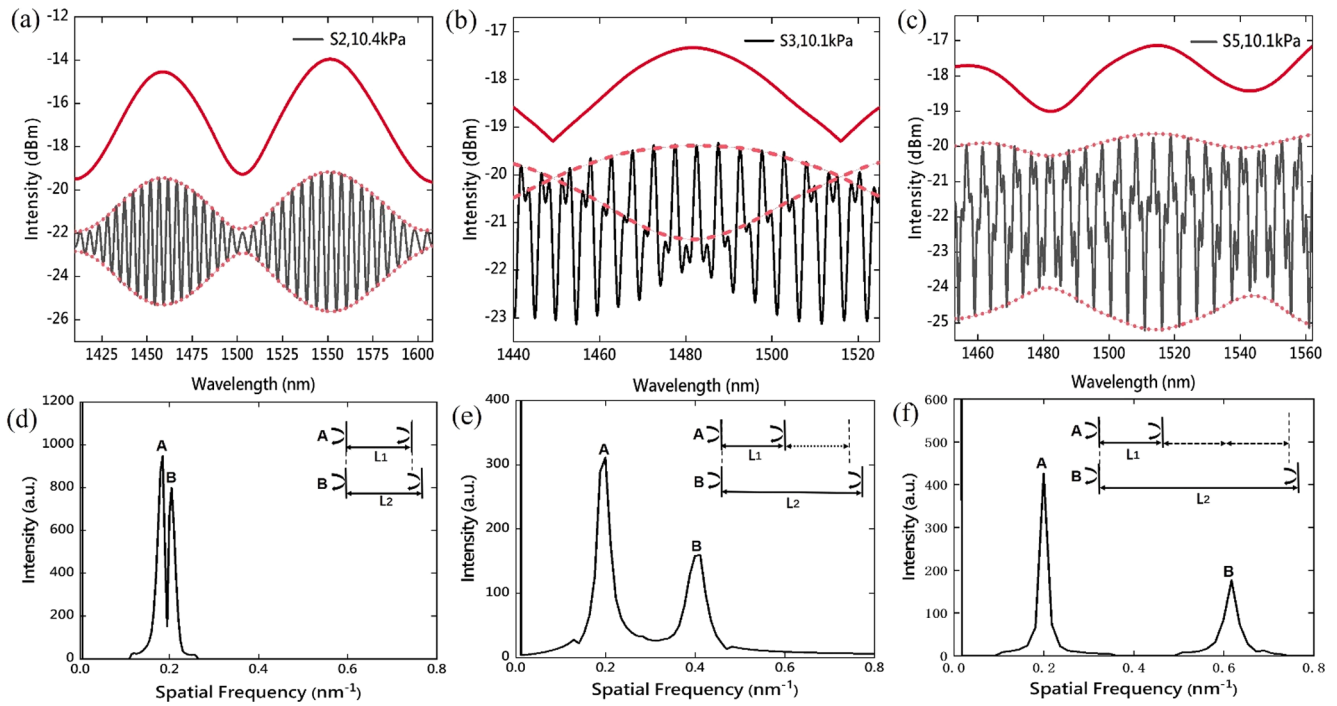 (a)
-12
-14
-16
-18
-20
-22
-24
-26
Intensity (dBm)
S2,10.4kPa
1425 1450 1475 1500 1525 1550 1575 1600
Wavelength (nm)
(b)
-17
-18
-19
-20
-21
-22
-23
Intensity (dBm)
S3,10.1kPa
1440 1460 1480 1500 1520
Wavelength (nm)
(c)
-17
-18
-19
-20
-21
-22
-23
-24
-25
Intensity (dBm)
S5,10.1kPa
1460 1480 1500 1520 1540 1560
Wavelength (nm)
(d)
1200
1000
800
600
400
200
0
Intensity (a.u.)
A
B
A
L1
B
L2
0.0 0.2 0.4 0.6 0.8
Spatial Frequency (nm-1)
(e)
400
300
200
100
0
Intensity (a.u.)
A
B
A
L1
B
L2
0.0 0.2 0.4 0.6 0.8
Spatial Frequency (nm-1)
(f)
600
500
400
300
200
100
0
Intensity (a.u.)
A
B
A
L1
B
L2
0.0 0.2 0.4 0.6 0.8
Spatial Frequency (nm-1)